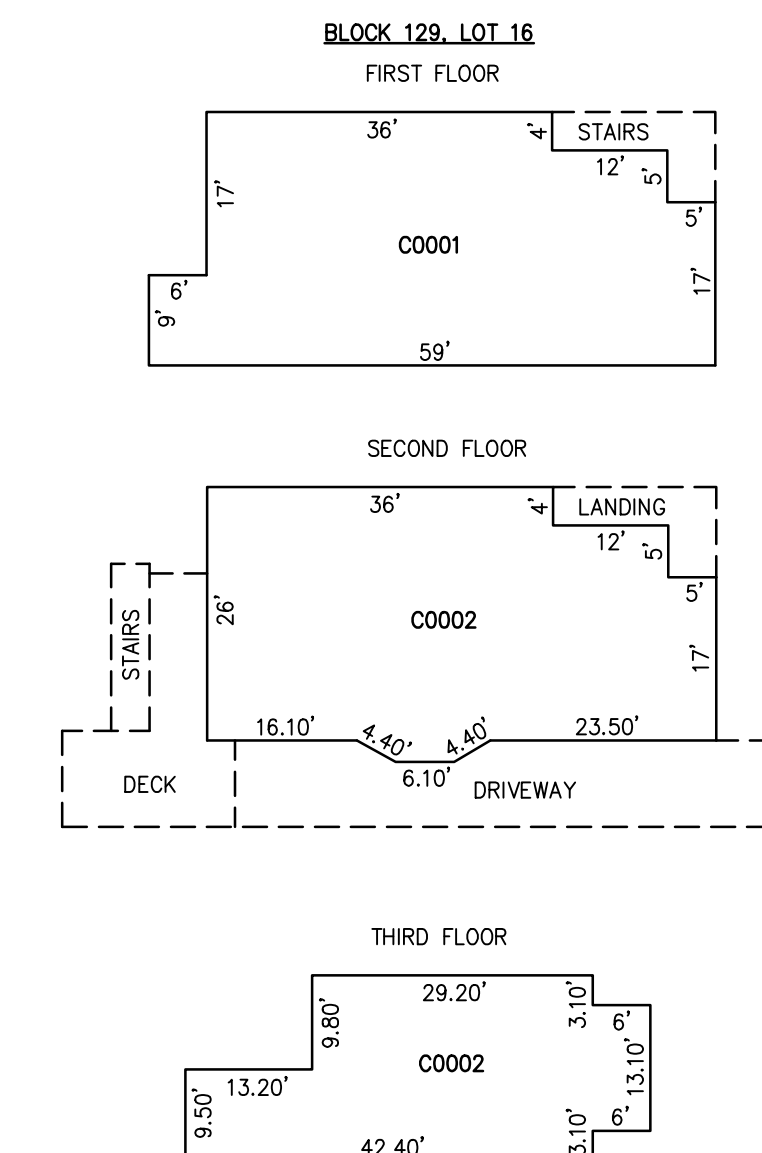 BLOCK 129, LOT 16
FIRST FLOOR
36'
4'
STAIRS
12'
5'
5'
17'
C0001
17'
6'
9'
59'
SECOND FLOOR
36'
4'
LANDING
12'
5'
5'
STAIRS
26'
C0002
17'
16.10'
4.40'
4.40'
23.50'
6.10'
DECK
DRIVEWAY
THIRD FLOOR
29.20'
3.10'
6'
9.80'
C0002
13.10'
13.20'
9.50'
6'
3.10'
42.40'